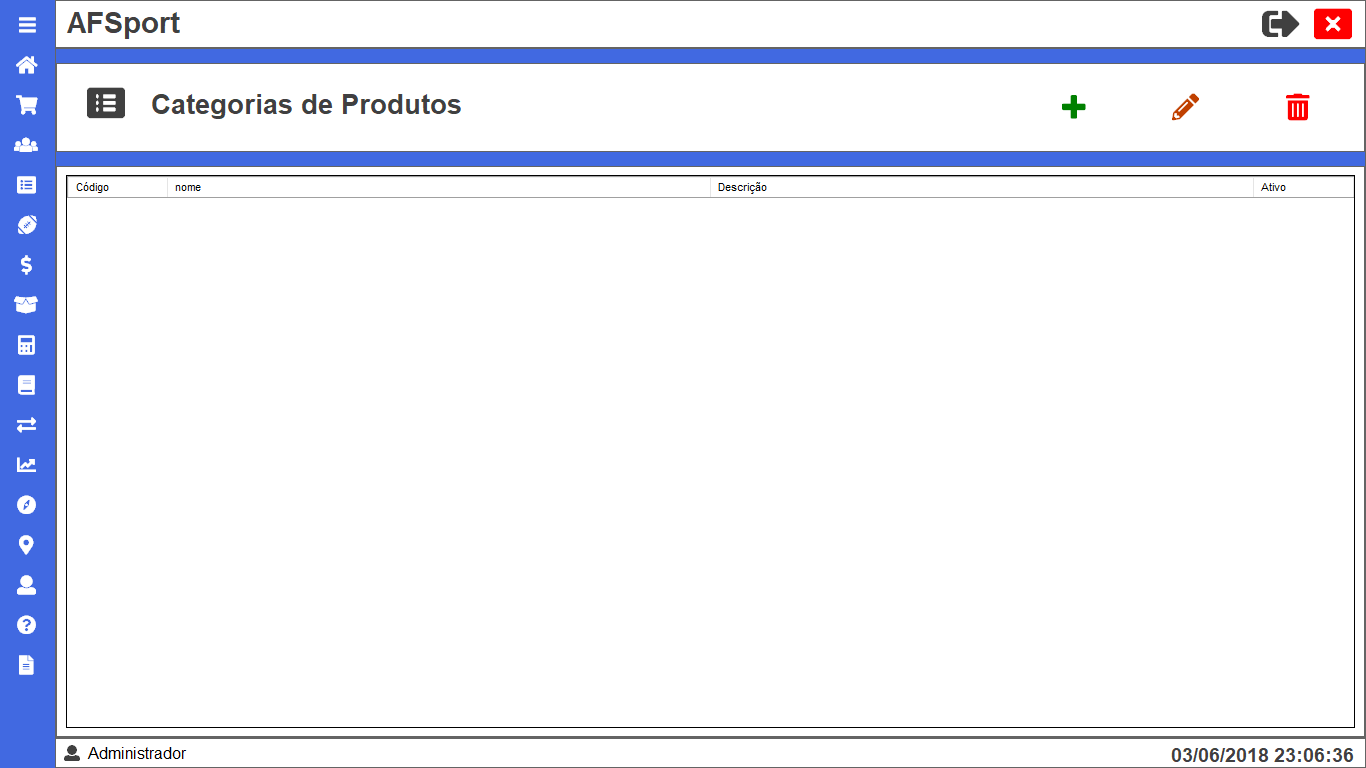 AFSport
Categorias de Produtos
Código nome Descrição Ativo
Administrador 03/06/2018 23:06:36